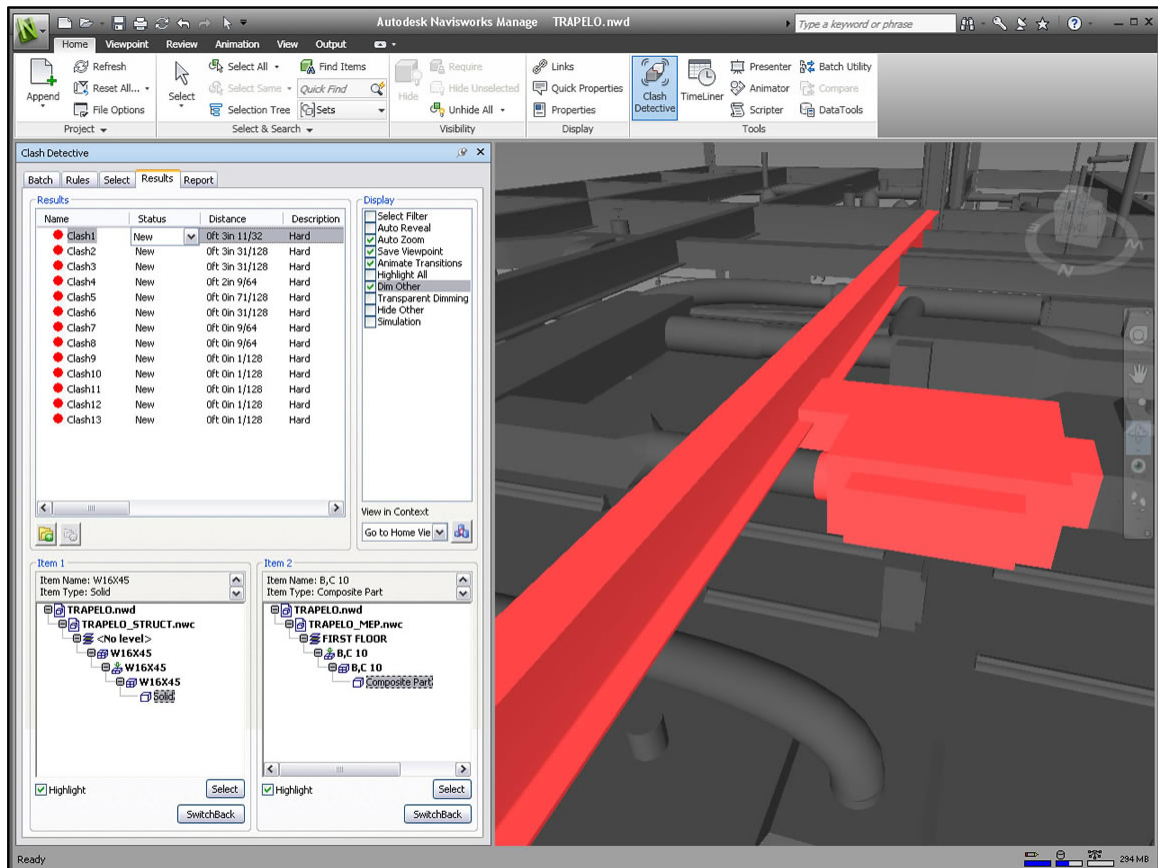 Autodesk Navisworks Manage TRAPELO.nwd
Type a keyword or phrase
Home Viewpoint Review Animation View Output
Append
Refresh
Reset All...
File Options
Project
Select
Select All
Select Same
Selection Tree
Find Items
Quick Find
Sets
Select & Search
Hide
Require
Hide Unselected
Unhide All
Visibility
Links
Quick Properties
Properties
Display
Clash
Detective
TimeLiner
Presenter
Animator
Scripter
Batch Utility
Compare
DataTools
Tools
Clash Detective
Batch Rules Select Results Report
Results
Name Status Distance Description
Clash1 New 0ft 3in 11/32 Hard
Clash2 New 0ft 3in 31/128 Hard
Clash3 New 0ft 3in 31/128 Hard
Clash4 New 0ft 2in 9/64 Hard
Clash5 New 0ft 0in 71/128 Hard
Clash6 New 0ft 0in 31/128 Hard
Clash7 New 0ft 0in 9/64 Hard
Clash8 New 0ft 0in 9/64 Hard
Clash9 New 0ft 0in 1/128 Hard
Clash10 New 0ft 0in 1/128 Hard
Clash11 New 0ft 0in 1/128 Hard
Clash12 New 0ft 0in 1/128 Hard
Clash13 New 0ft 0in 1/128 Hard
Display
Select Filter
Auto Reveal
Auto Zoom
Save Viewpoint
Animate Transitions
Highlight All
Dim Other
Transparent Dimming
Hide Other
Simulation
View in Context
Go to Home Vie
Item 1
Item Name: W16X45
Item Type: Solid
TRAPELO.nwd
TRAPELO_STRUCT.nwc
<No level>
W16X45
W16X45
W16X45
Solid
Highlight
Select
SwitchBack
Item 2
Item Name: B,C 10
Item Type: Composite Part
TRAPELO.nwd
TRAPELO_MEP.nwc
FIRST FLOOR
B,C 10
B,C 10
Composite Part
Highlight
Select
SwitchBack
N
M
Ready
294 MB